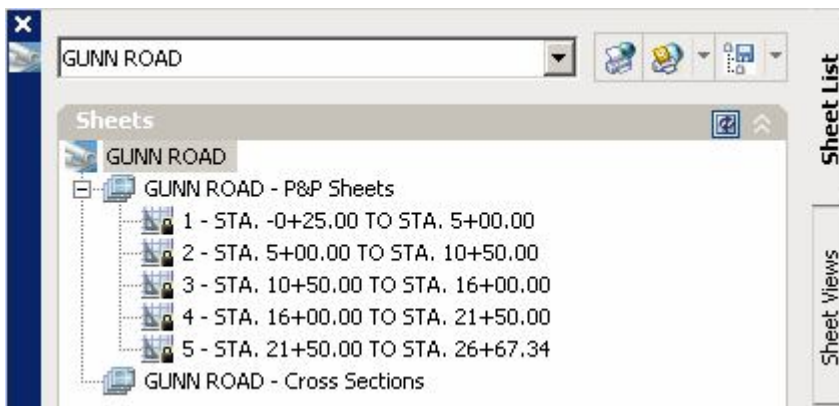 GUNN ROAD
Sheets
GUNN ROAD
GUNN ROAD - P&P Sheets
1 - STA. -0+25.00 TO STA. 5+00.00
2 - STA. 5+00.00 TO STA. 10+50.00
3 - STA. 10+50.00 TO STA. 16+00.00
4 - STA. 16+00.00 TO STA. 21+50.00
5 - STA. 21+50.00 TO STA. 26+67.34
GUNN ROAD - Cross Sections
Sheet List
Sheet Views